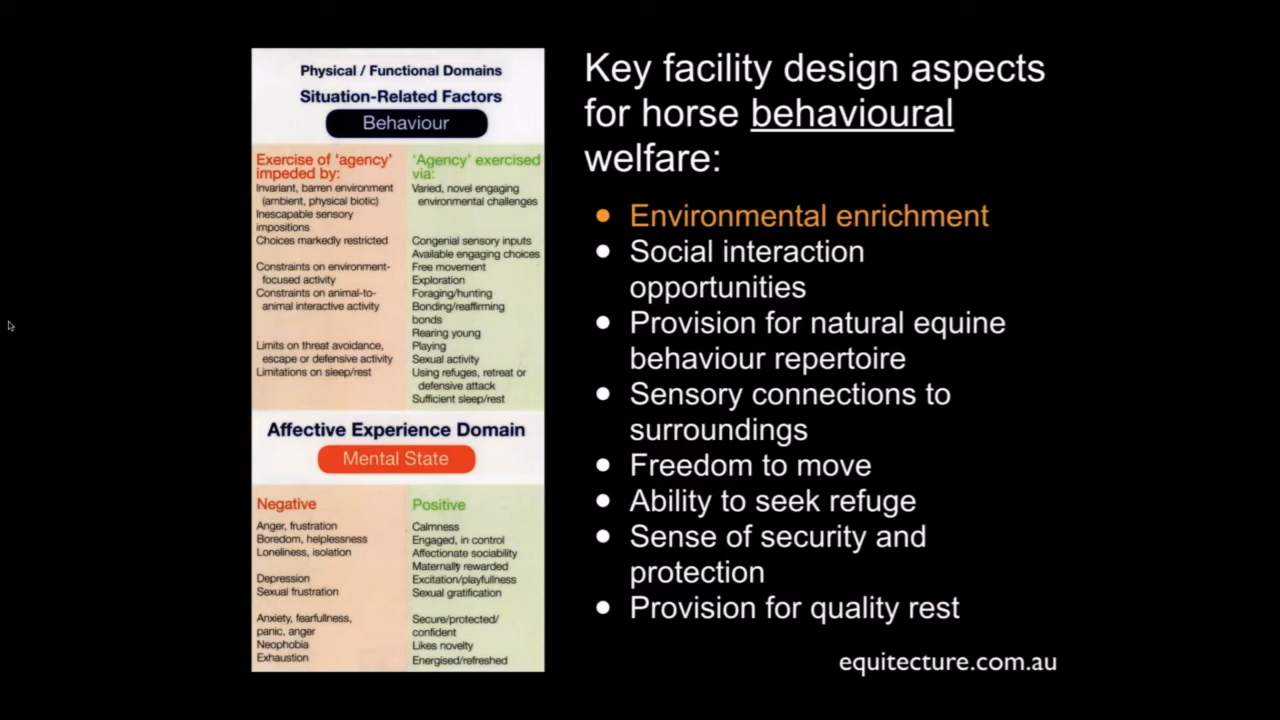 Physical / Functional Domains
Situation-Related Factors
Behaviour
Exercise of ‘agency’
impeded by:
Invariant, barren environment
(ambient, physical biotic)
Inescapable sensory
impositions
Choices markedly restricted
Constraints on environment-
focused activity
Constraints on animal-to-
animal interactive activity
Limits on threat avoidance,
escape or defensive activity
Limitations on sleep/rest
‘Agency’ exercised
via:
Varied, novel engaging
environmental challenges
Congenial sensory inputs
Available engaging choices
Free movement
Exploration
Foraging/hunting
Bonding/reaffirming
bonds
Rearing young
Playing
Sexual activity
Using refuges, retreat or
defensive attack
Sufficient sleep/rest
Affective Experience Domain
Mental State
Negative
Anger, frustration
Boredom, helplessness
Loneliness, isolation
Depression
Sexual frustration
Anxiety, fearfullness,
panic, anger
Neophobia
Exhaustion
Positive
Calmness
Engaged, in control
Affectionate sociability
Maternally rewarded
Excitation/playfullness
Sexual gratification
Secure/protected/
confident
Likes novelty
Energised/refreshed
Key facility design aspects
for horse behavioural
welfare:
• Environmental enrichment
• Social interaction
opportunities
• Provision for natural equine
behaviour repertoire
• Sensory connections to
surroundings
• Freedom to move
• Ability to seek refuge
• Sense of security and
protection
• Provision for quality rest
equitecture.com.au